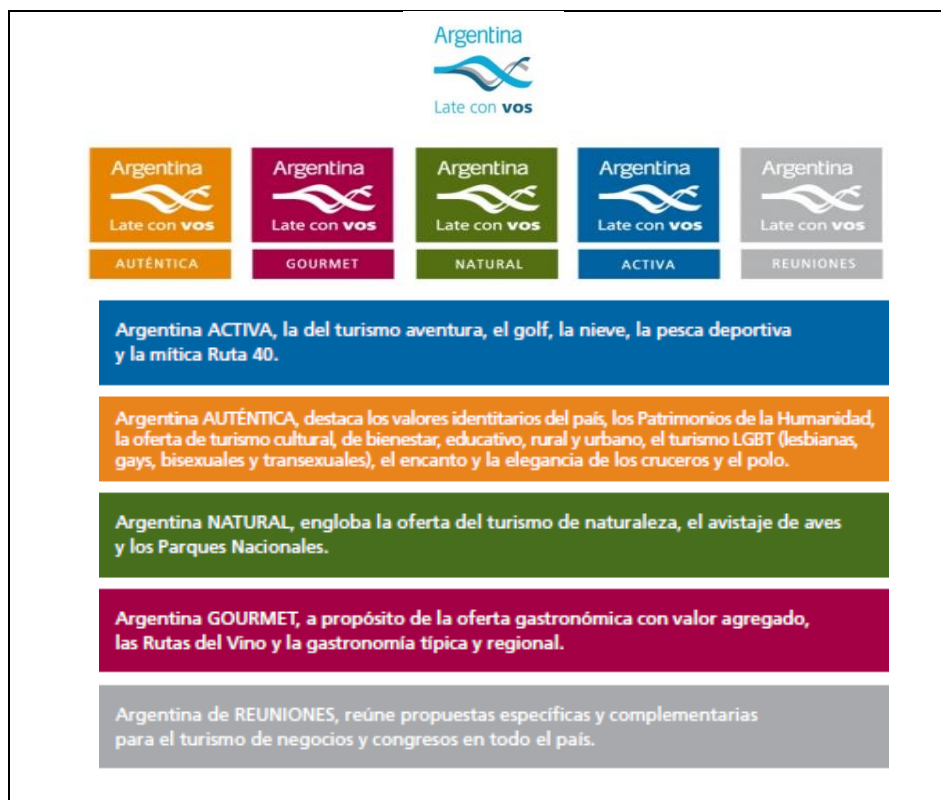 Argentina
Late con vos
Argentina
Late con vos
AUTÉNTICA
Argentina
Late con vos
GOURMET
Argentina
Late con vos
NATURAL
Argentina
Late con vos
ACTIVA
Argentina
Late con vos
REUNIONES
Argentina ACTIVA, la del turismo aventura, el golf, la nieve, la pesca deportiva
y la mítica Ruta 40.
Argentina AUTÉNTICA, destaca los valores identitarios del país, los Patrimonios de la Humanidad,
la oferta de turismo cultural, de bienestar, educativo, rural y urbano, el turismo LGBT (lesbianas,
gays, bisexuales y transexuales), el encanto y la elegancia de los cruceros y el polo.
Argentina NATURAL, engloba la oferta del turismo de naturaleza, el avistaje de aves
y los Parques Nacionales.
Argentina GOURMET, a propósito de la oferta gastronómica con valor agregado,
las Rutas del Vino y la gastronomía típica y regional.
Argentina de REUNIONES, reúne propuestas específicas y complementarias
para el turismo de negocios y congresos en todo el país.